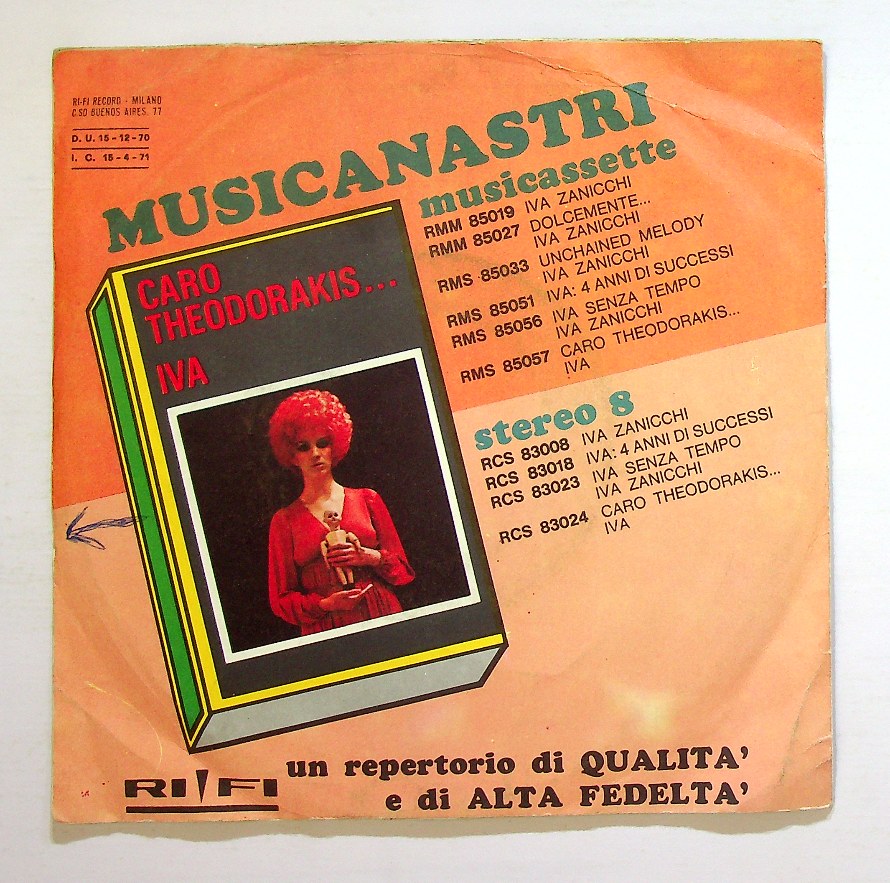 RI-FI RECORD - MILANO
C.SO BUENOS AIRES, 77
D. U. 15-12-70
I. C. 15-4-71
MUSICANASTRI
musicassette
RMM 85019 IVA ZANICCHI
RMM 85027 DOLCEMENTE...
IVA ZANICCHI
RMS 85033 UNCHAINED MELODY
IVA ZANICCHI
RMS 85051 IVA: 4 ANNI DI SUCCESSI
RMS 85056 IVA SENZA TEMPO
IVA ZANICCHI
RMS 85057 CARO THEODORAKIS...
IVA
CARO
THEODORAKIS...
IVA
stereo 8
RCS 83008 IVA ZANICCHI
RCS 83018 IVA: 4 ANNI DI SUCCESSI
RCS 83023 IVA SENZA TEMPO
IVA ZANICCHI
RCS 83024 CARO THEODORAKIS...
IVA
RI/FI
un repertorio di QUALITA'
e di ALTA FEDELTA'